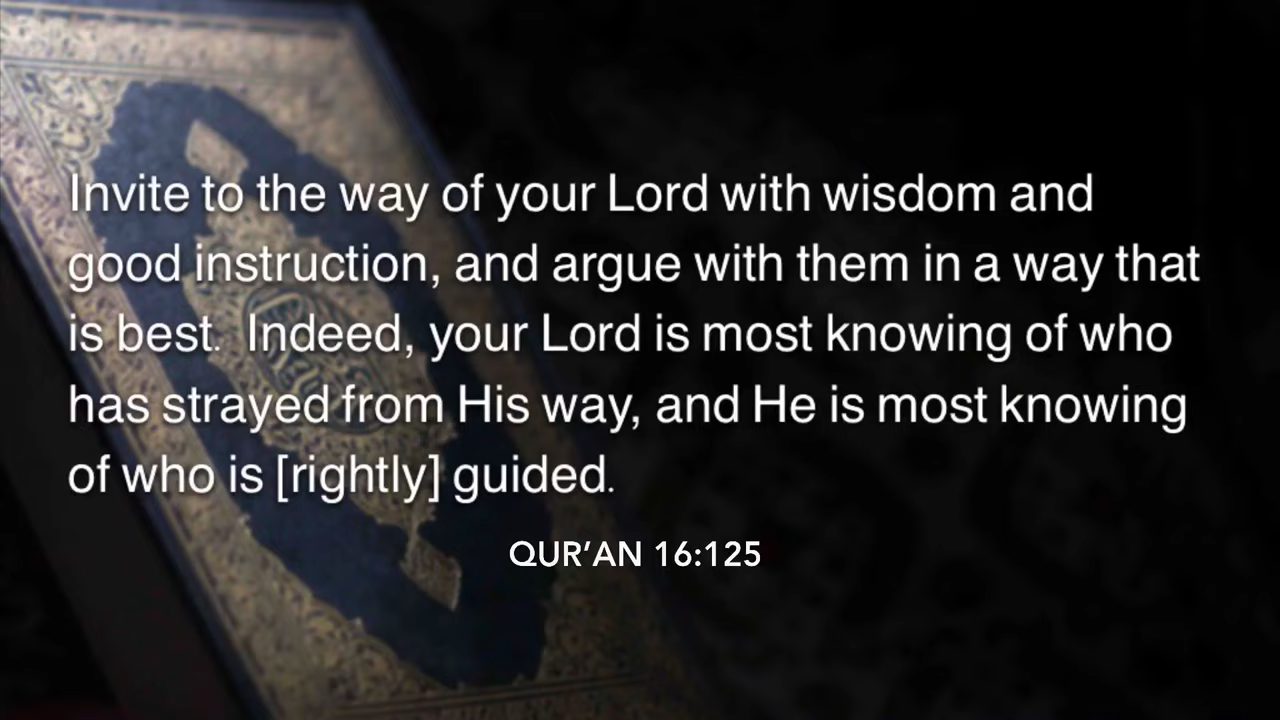 Invite to the way of your Lord with wisdom and
good instruction, and argue with them in a way that
is best.  Indeed, your Lord is most knowing of who
has strayed from His way, and He is most knowing
of who is [rightly] guided.
QUR’AN 16:125